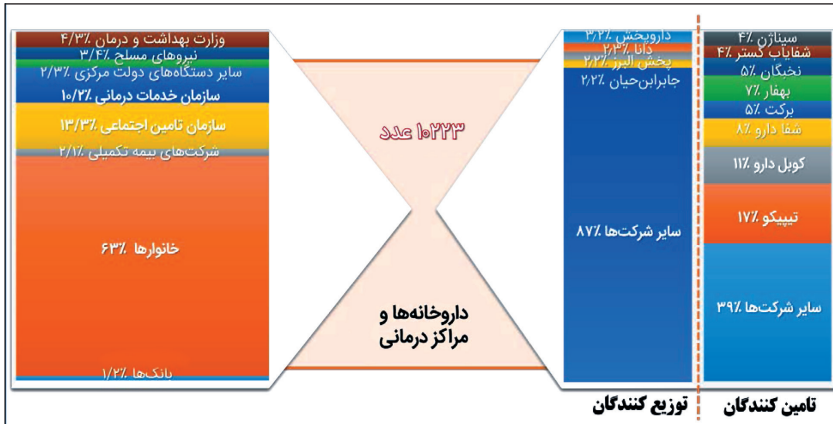 سیناژن ۴٪
شفایاب گستر ۴٪
نخبگان ۵٪
بهفار ۷٪
برکت ۵٪
شفا دارو ۸٪
کوبل دارو ۱۱٪
تیپیکو ۱۷٪
سایر شرکت‌ها ۳۹٪
تامین کنندگان
داروپخش ۳/۲٪
دانا ۲/۳٪
پخش البرز ۲/۲٪
جابرابن‌حیان ۲/۲٪
سایر شرکت‌ها ۸۷٪
توزیع کنندگان
۱۰۲۲۳ عدد
داروخانه‌ها و
مراکز درمانی
وزارت بهداشت و درمان ۴/۳٪
نیروهای مسلح ۳/۴٪
سایر دستگاه‌های دولت مرکزی ۲/۳٪
سازمان خدمات درمانی ۱۰/۲٪
سازمان تامین اجتماعی ۱۳/۳٪
شرکت‌های بیمه تکمیلی ۲/۱٪
خانوارها ۶۳٪
بانک‌ها ۱/۲٪